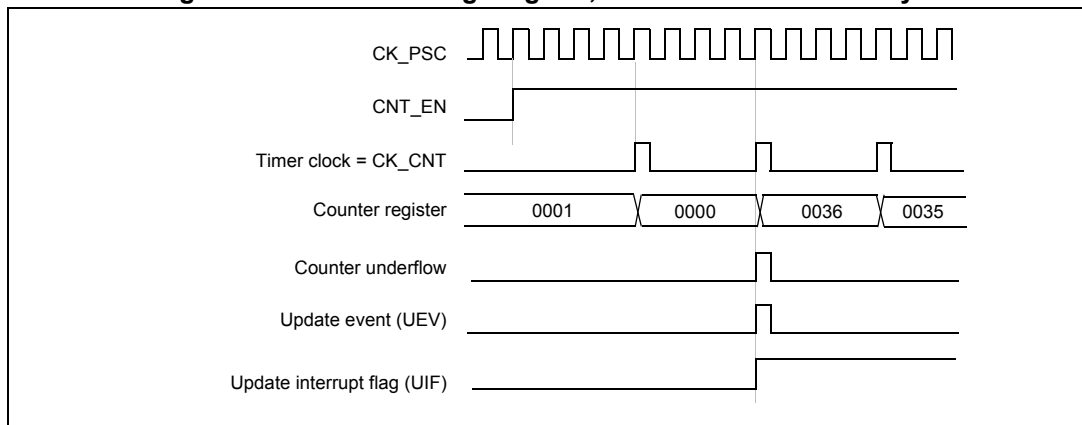 CK_PSC
CNT_EN
Timer clock = CK_CNT
Counter register 0001 0000 0036 0035
Counter underflow
Update event (UEV)
Update interrupt flag (UIF)